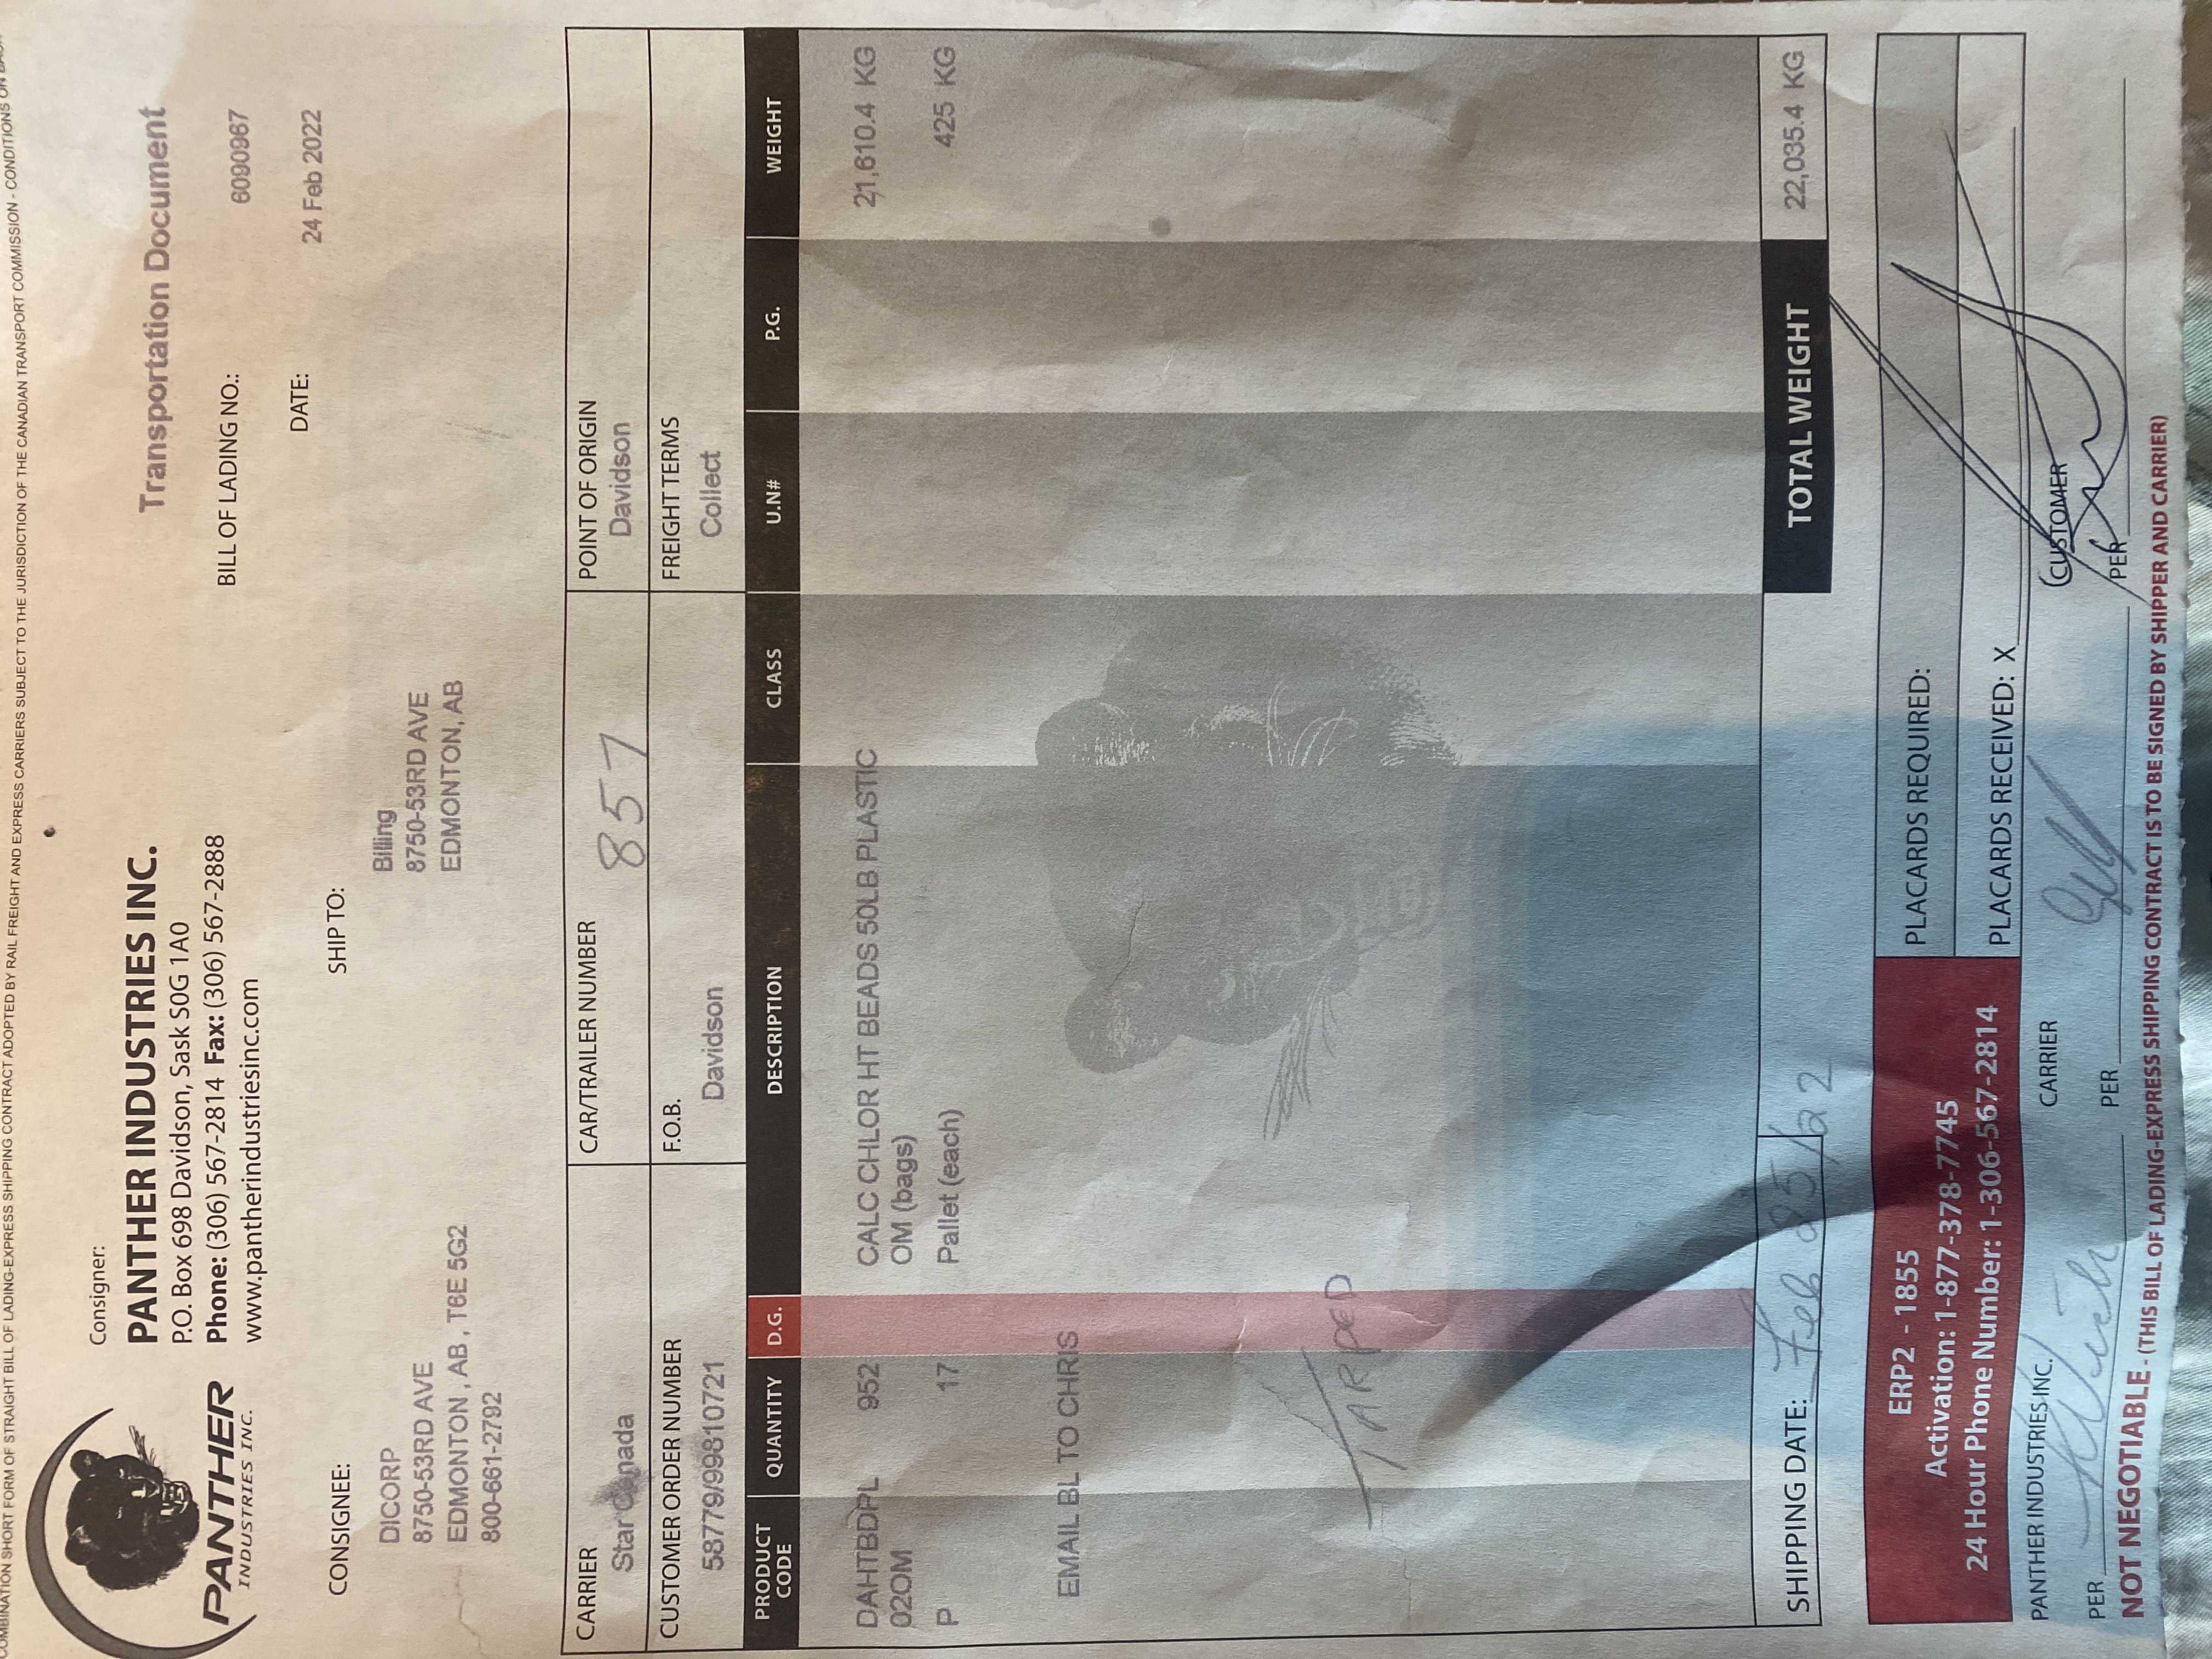 COMBINATION SHORT FORM OF STRAIGHT BILL OF LADING-EXPRESS SHIPPING CONTRACT ADOPTED BY RAIL FREIGHT AND EXPRESS CARRIERS SUBJECT TO THE JURISDICTION OF THE CANADIAN TRANSPORT COMMISSION - CONDITIONS ON
PANTHER
INDUSTRIES INC.
Consigner:
PANTHER INDUSTRIES INC.
P.O. Box 698 Davidson, Sask S0G 1A0
Phone: (306) 567-2814 Fax: (306) 567-2888
www.pantherindustriesinc.com
Transportation Document
BILL OF LADING NO.: 6090967
DATE: 24 Feb 2022
CONSIGNEE:
DICORP
8750-53RD AVE
EDMONTON , AB , T6E 5G2
800-661-2792
SHIP TO:
Billing
8750-53RD AVE
EDMONTON, AB
CARRIER
Star Canada
CAR/TRAILER NUMBER
857
POINT OF ORIGIN
Davidson
CUSTOMER ORDER NUMBER
58779/99810721
F.O.B.
Davidson
FREIGHT TERMS
Collect
PRODUCT CODE QUANTITY D.G. DESCRIPTION CLASS U.N# P.G. WEIGHT
DAHTBDPL 952 CALC CHLOR HT BEADS 50LB PLASTIC 21,610.4 KG
02OM OM (bags)
P 17 Pallet (each) 425 KG
EMAIL BL TO CHRIS
TARPED
SHIPPING DATE: Feb 25/22
TOTAL WEIGHT 22,035.4 KG
ERP2 - 1855
Activation: 1-877-378-7745
24 Hour Phone Number: 1-306-567-2814
PLACARDS REQUIRED:
PLACARDS RECEIVED: X
PANTHER INDUSTRIES INC.
PER
CARRIER
PER
CUSTOMER
PER
NOT NEGOTIABLE - (THIS BILL OF LADING-EXPRESS SHIPPING CONTRACT IS TO BE SIGNED BY SHIPPER AND CARRIER)